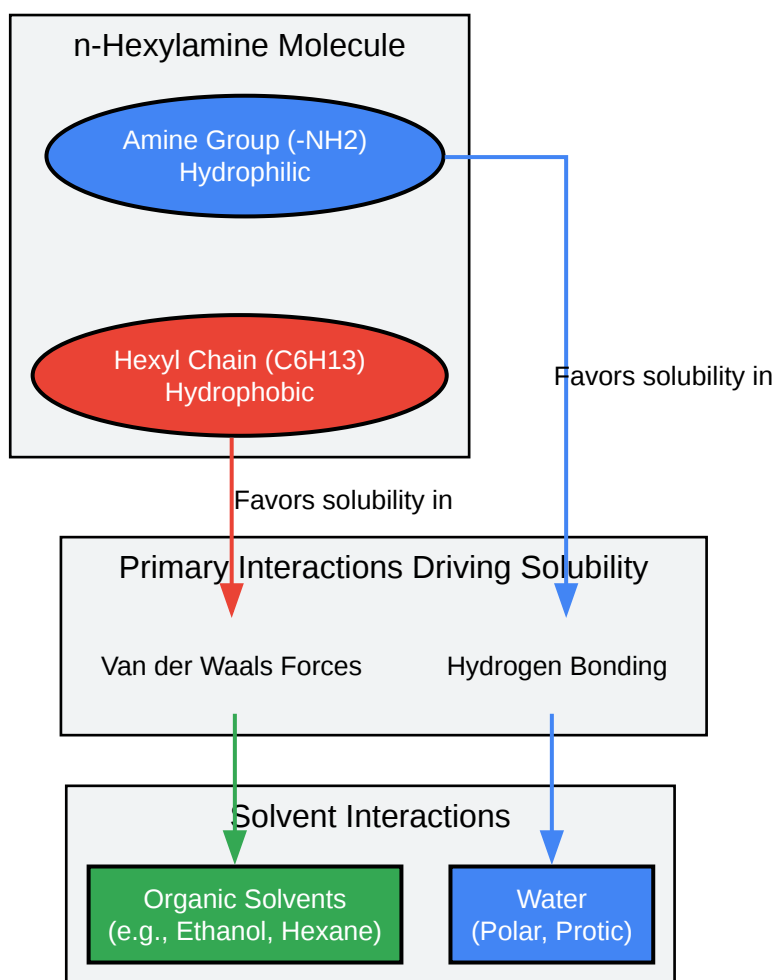 n-Hexylamine Molecule
Amine Group (-NH2)
Hydrophilic
Hexyl Chain (C6H13)
Hydrophobic
Favors solubility in
Favors solubility in
Primary Interactions Driving Solubility
Van der Waals Forces
Hydrogen Bonding
Solvent Interactions
Organic Solvents
(e.g., Ethanol, Hexane)
Water
(Polar, Protic)